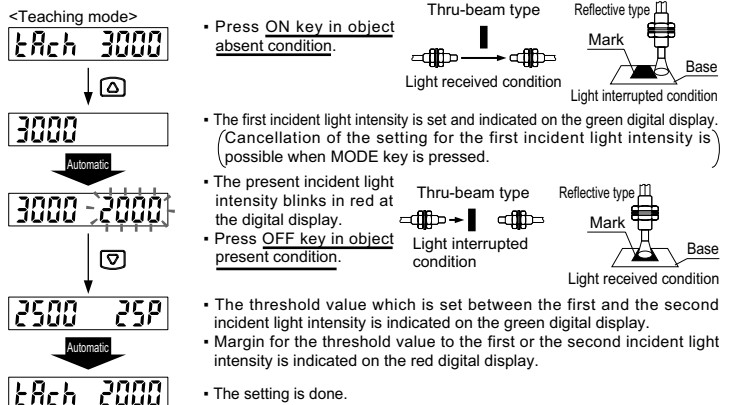 <Teaching mode>
tAch 3000
▪ Press ON key in object
absent condition.
Thru-beam type
Light received condition
Reflective type
Mark
Base
Light interrupted condition
3000
▪ The first incident light intensity is set and indicated on the green digital display.
(Cancellation of the setting for the first incident light intensity is
possible when MODE key is pressed.)
Automatic
3000 2000
▪ The present incident light
intensity blinks in red at
the digital display.
▪ Press OFF key in object
present condition.
Thru-beam type
Light interrupted
condition
Reflective type
Mark
Base
Light received condition
2500 25P
▪ The threshold value which is set between the first and the second
incident light intensity is indicated on the green digital display.
▪ Margin for the threshold value to the first or the second incident light
intensity is indicated on the red digital display.
Automatic
tAch 2000
▪ The setting is done.